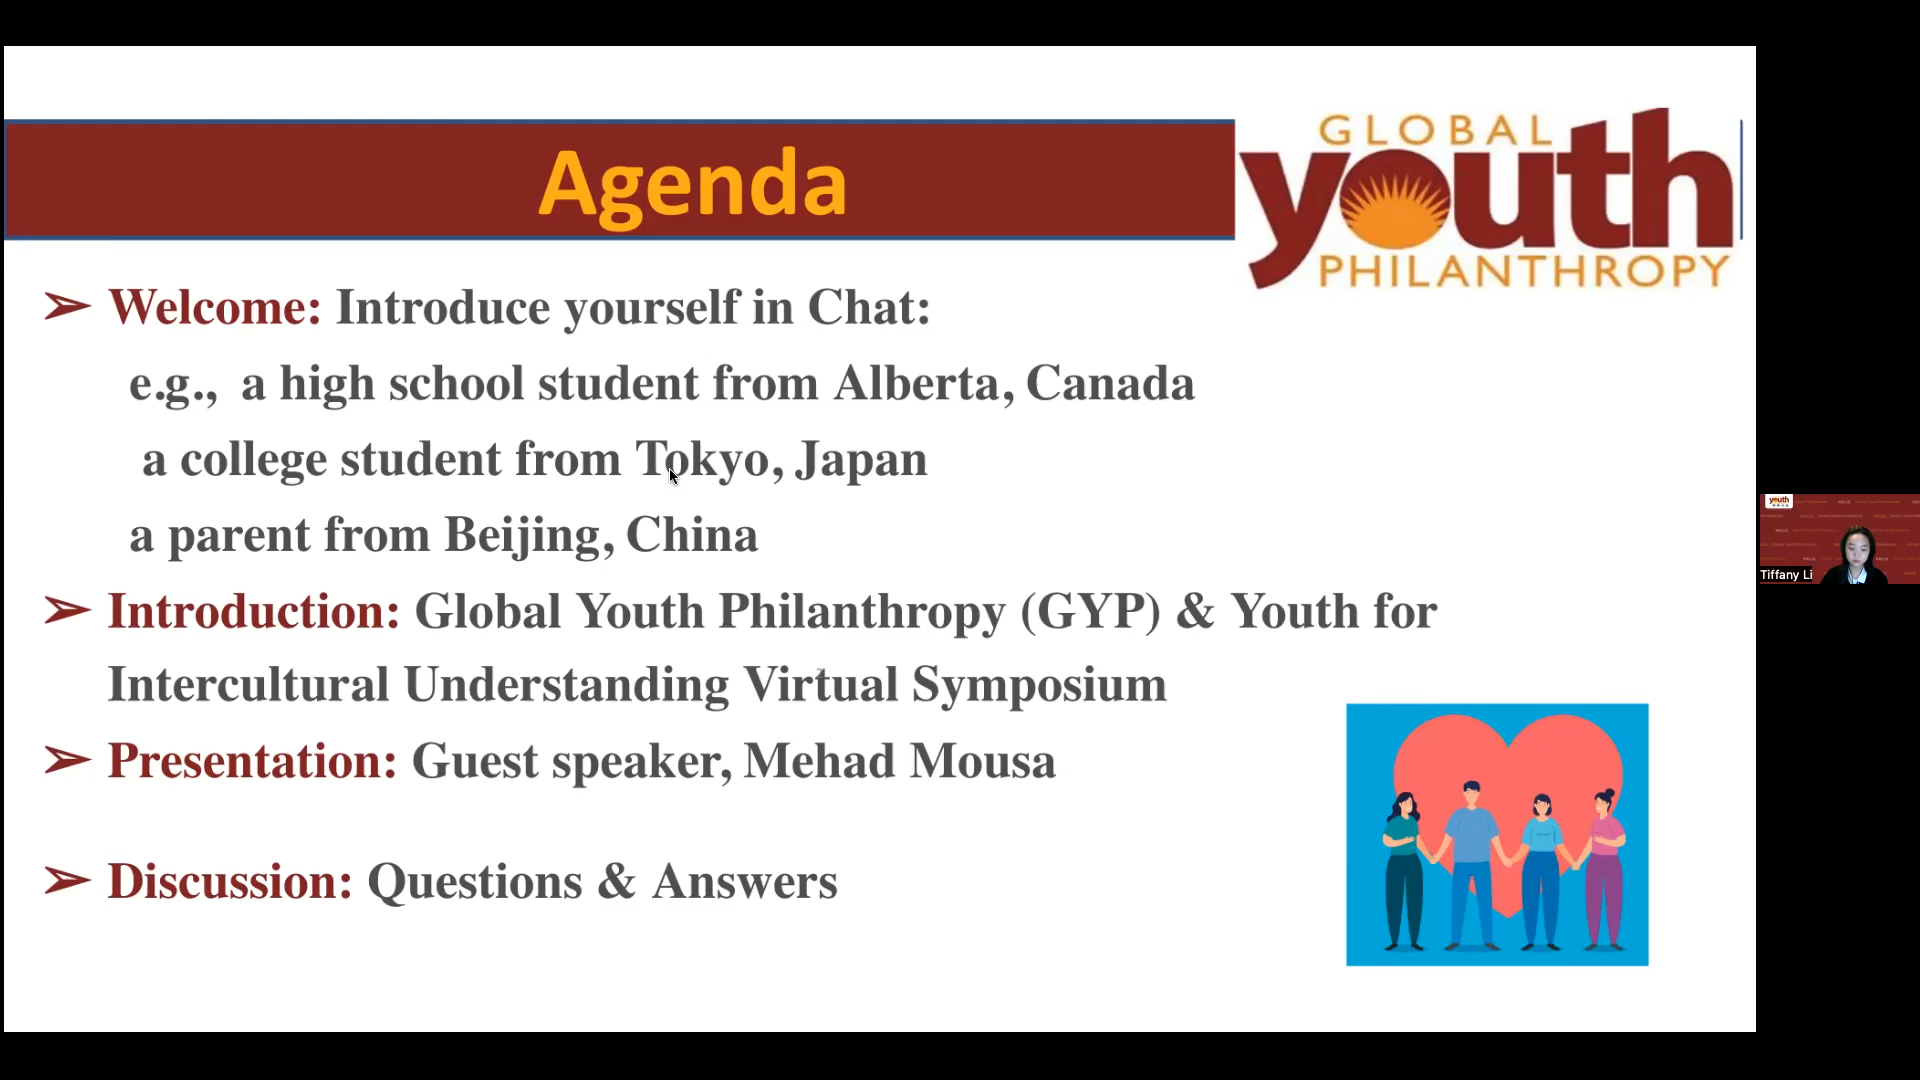 Agenda
GLOBAL
youth
PHILANTHROPY
➢ Welcome: Introduce yourself in Chat:
e.g., a high school student from Alberta, Canada
a college student from Tokyo, Japan
a parent from Beijing, China
➢ Introduction: Global Youth Philanthropy (GYP) & Youth for
Intercultural Understanding Virtual Symposium
➢ Presentation: Guest speaker, Mehad Mousa
➢ Discussion: Questions & Answers
youth
Tiffany Li